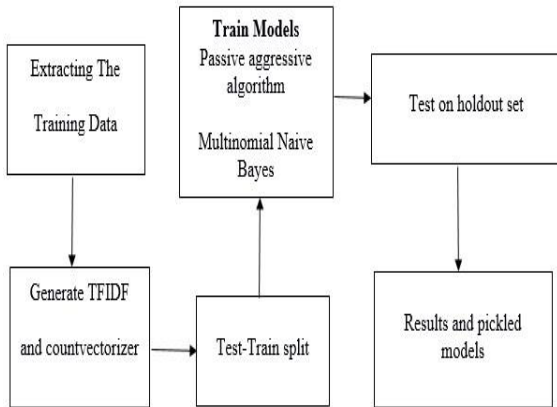 Extracting The
Training Data
Generate TFIDF
and countvectorizer
Test-Train split
Train Models
Passive aggressive
algorithm
Multinomial Naive
Bayes
Test on holdout set
Results and pickled
models